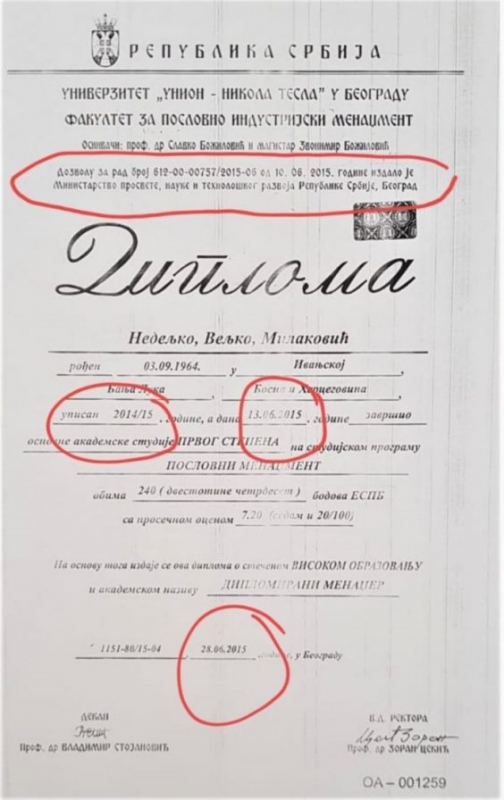 РЕПУБЛИКА СРБИЈА
УНИВЕРЗИТЕТ „УНИОН - НИКОЛА ТЕСЛА” У БЕОГРАДУ
ФАКУЛТЕТ ЗА ПОСЛОВНО ИНДУСТРИЈСКИ МЕНАЏМЕНТ
Оснивачи: проф. др Славко Божиловић и магистар Звонимир Божиловић
Дозволу за рад број 612-00-00757/2015-06 од 10. 06. 2015. године издало је
Министарство просвете, науке и технолошког развоја Републике Србије, Београд
Диплома
Недељко, Вељко, Милаковић
рођен 03.09.1964. у Ивањској
Бања Лука , Босна и Херцеговина ,
уписан 2014/15 . године, а дана 13.06.2015 . године завршио
основне академске студије ПРВОГ СТЕПЕНА на студијском програму
ПОСЛОВНИ МЕНАЏМЕНТ
обима 240 ( двестотине четрдесет ) бодова ЕСПБ
са просечном оценом 7.20 (седам и 20/100)
На основу тога издаје се ова диплома о стеченом ВИСОКОМ ОБРАЗОВАЊУ
и академском називу ДИПЛОМИРАНИ МЕНАЏЕР
1151-80/15-04 , 28.06.2015 године, у Београду
ДЕКАН
Проф. др ВЛАДИМИР СТОЈАНОВИЋ
В.Д. РЕКТОРА
Проф. др ЗОРАН ЦЕКИЋ
ОА – 001259